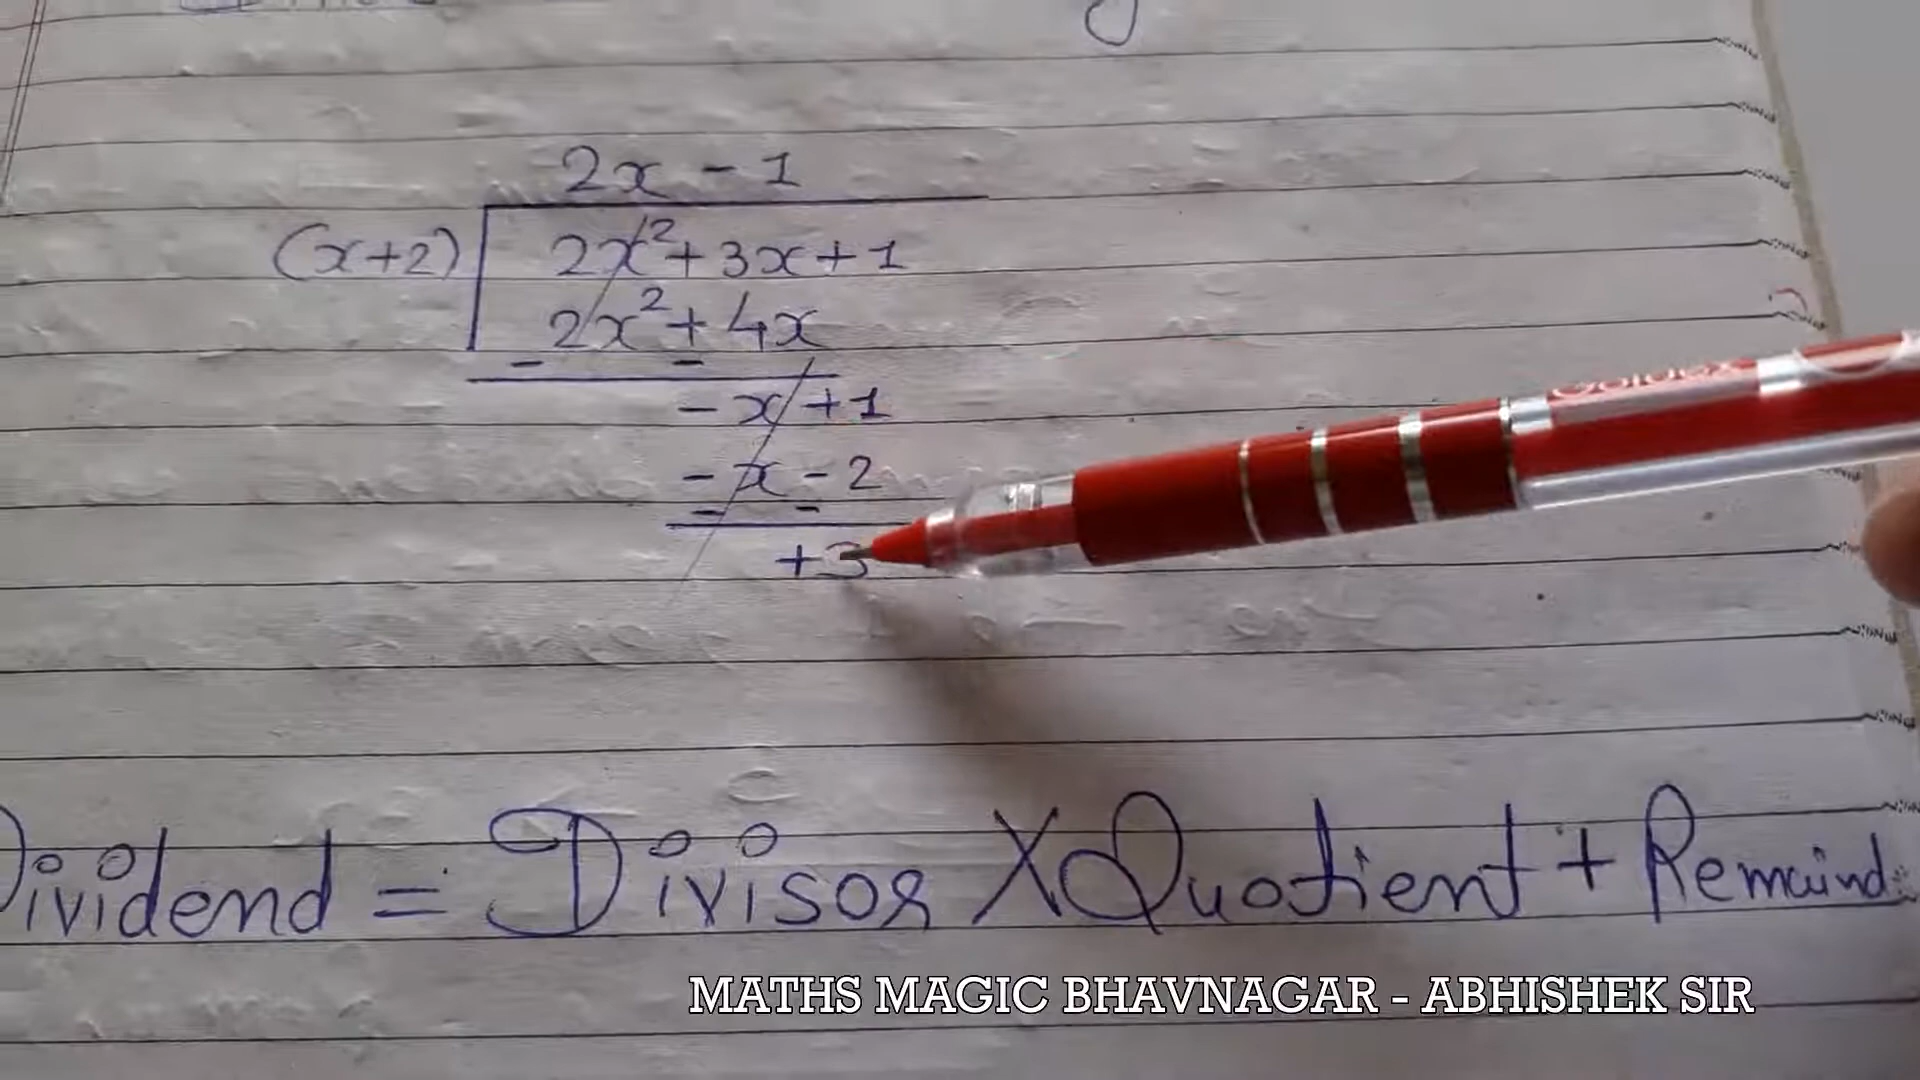 2x - 1
(x+2) 2x² + 3x + 1
2x² + 4x
- -
- x + 1
- x - 2
- -
+3
Dividend = Divisor X Quotient + Remaind
MATHS MAGIC BHAVNAGAR - ABHISHEK SIR